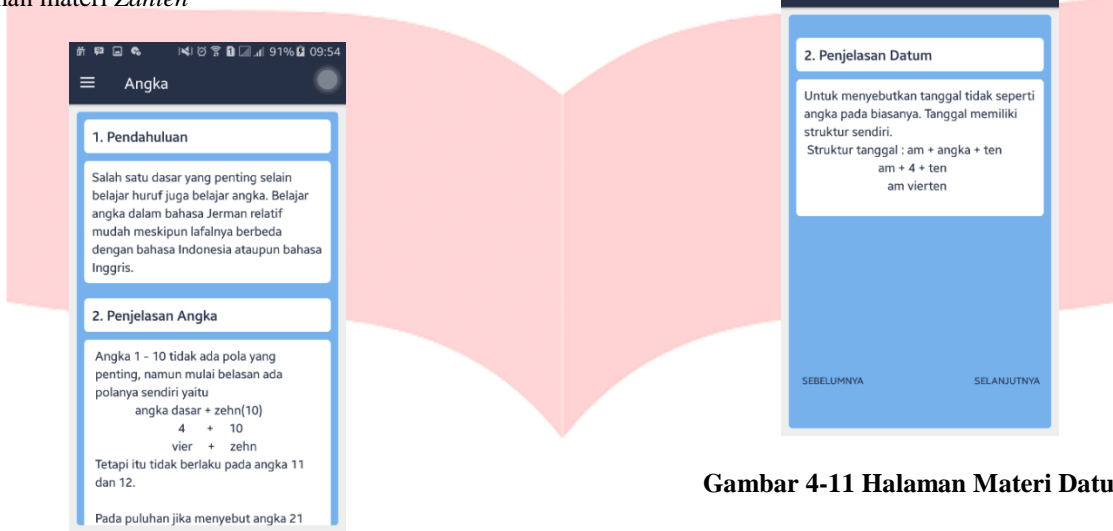 materi Zahlen
91% 09:54
Angka
1. Pendahuluan
Salah satu dasar yang penting selain
belajar huruf juga belajar angka. Belajar
angka dalam bahasa Jerman relatif
mudah meskipun lafalnya berbeda
dengan bahasa Indonesia ataupun bahasa
Inggris.
2. Penjelasan Angka
Angka 1 - 10 tidak ada pola yang
penting, namun mulai belasan ada
polanya sendiri yaitu
angka dasar + zehn(10)
4 + 10
vier + zehn
Tetapi itu tidak berlaku pada angka 11
dan 12.
Pada puluhan jika menyebut angka 21
2. Penjelasan Datum
Untuk menyebutkan tanggal tidak seperti
angka pada biasanya. Tanggal memiliki
struktur sendiri.
Struktur tanggal : am + angka + ten
am + 4 + ten
am vierten
SEBELUMNYA SELANJUTNYA
Gambar 4-11 Halaman Materi Datu